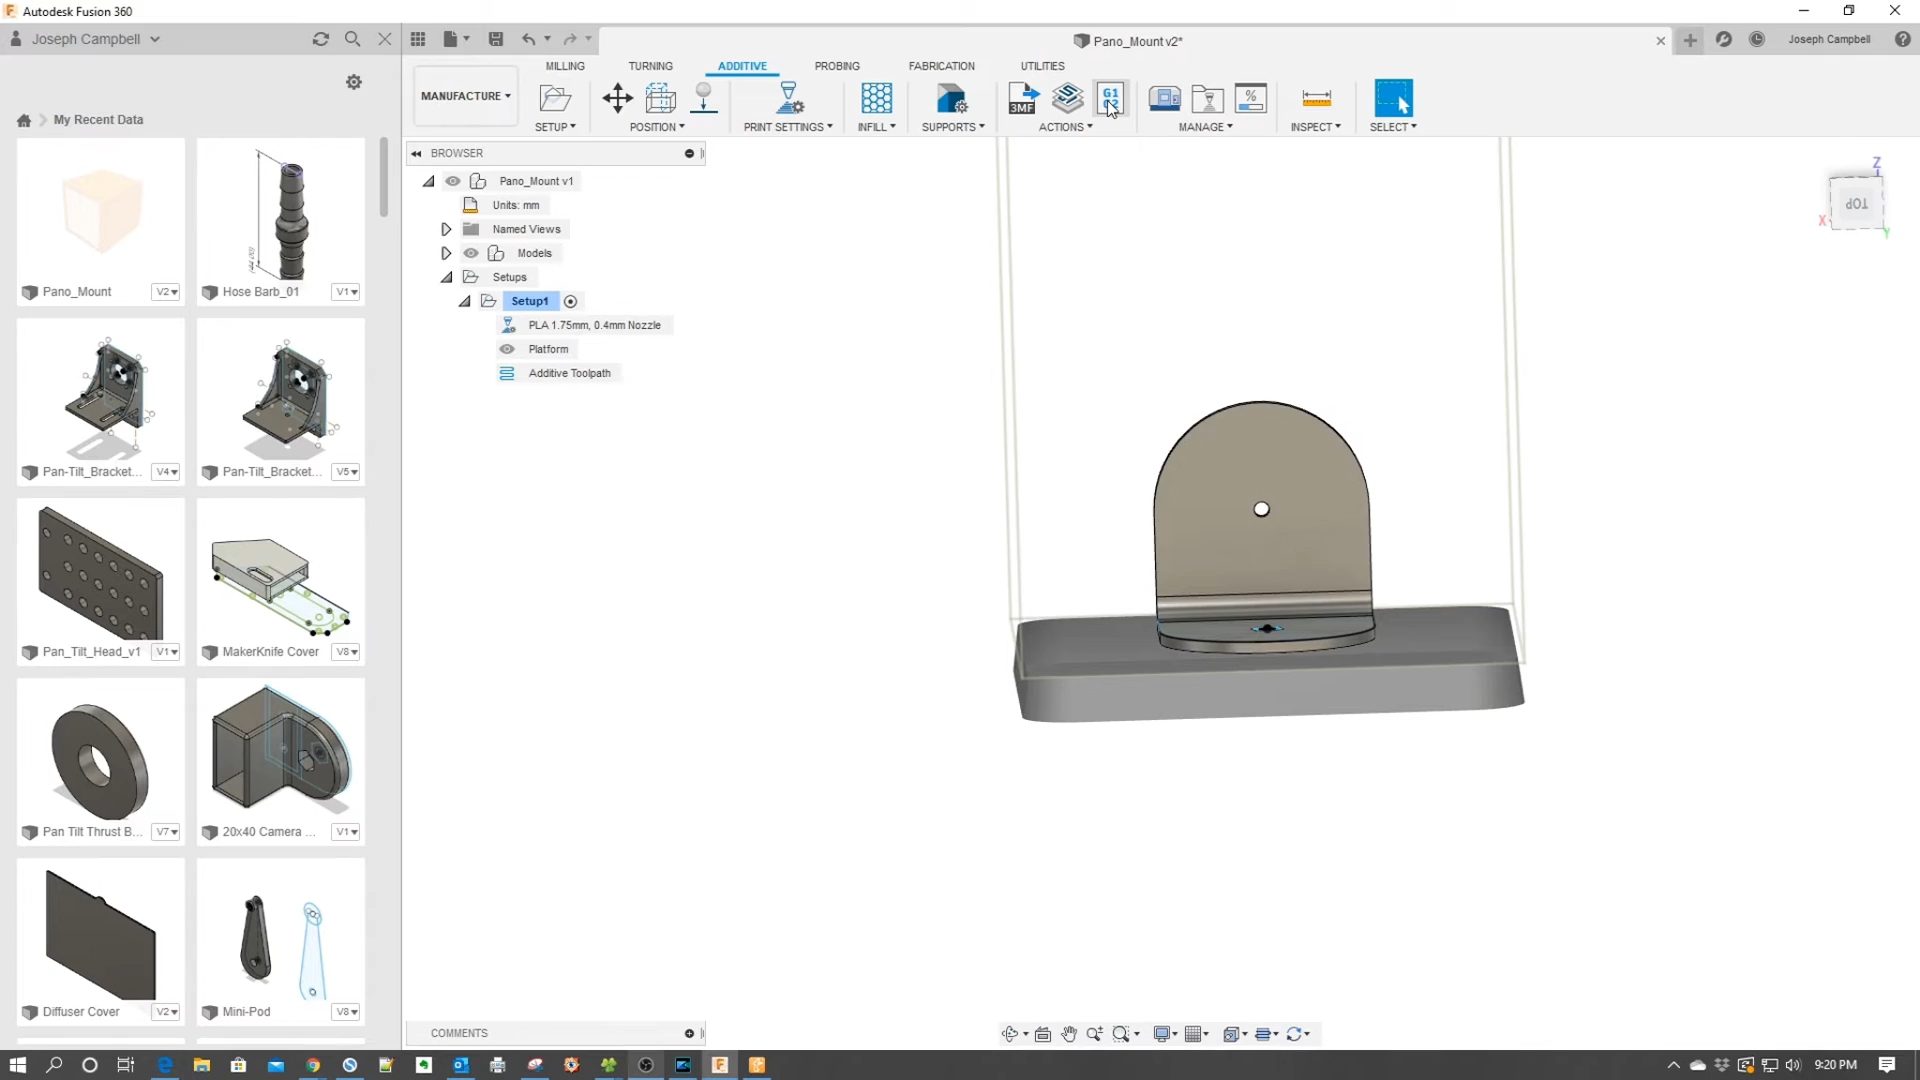 Autodesk Fusion 360
Joseph Campbell
Pano_Mount v2*
Joseph Campbell
MILLING TURNING ADDITIVE PROBING FABRICATION UTILITIES
MANUFACTURE
3MF
G1
G2
%
SETUP POSITION PRINT SETTINGS INFILL SUPPORTS ACTIONS MANAGE INSPECT SELECT
My Recent Data
BROWSER
Pano_Mount v1
Units: mm
Named Views
Models
Setups
Setup1
PLA 1.75mm, 0.4mm Nozzle
Platform
Additive Toolpath
Pano_Mount V2
Hose Barb_01 V1
Pan-Tilt_Bracket... V4
Pan-Tilt_Bracket... V5
Pan_Tilt_Head_v1 V1
MakerKnife Cover V8
Pan Tilt Thrust B... V7
20x40 Camera ... V1
Diffuser Cover V2
Mini-Pod V8
Z
TOP
X
Y
COMMENTS
9:20 PM